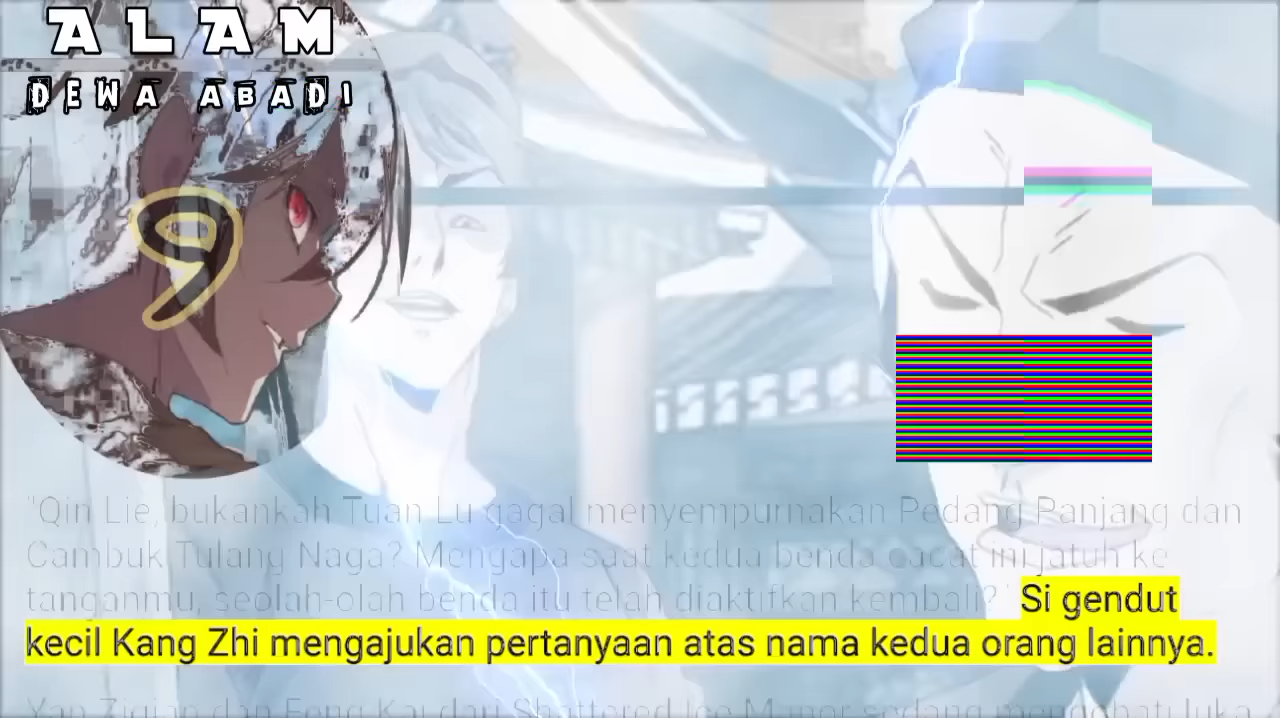 ALAM
DEWA ABADI
9
"Qin Lie, bukankah Tuan Lu gagal menyempurnakan Pedang Panjang dan
Cambuk Tulang Naga? Mengapa saat kedua benda cacat ini jatuh ke
tanganmu, seolah-olah benda itu telah diaktifkan kembali?" Si gendut
kecil Kang Zhi mengajukan pertanyaan atas nama kedua orang lainnya.
Yan Ziqian dan Feng Kai dari Shattered Ice Manor sedang mengobati luka